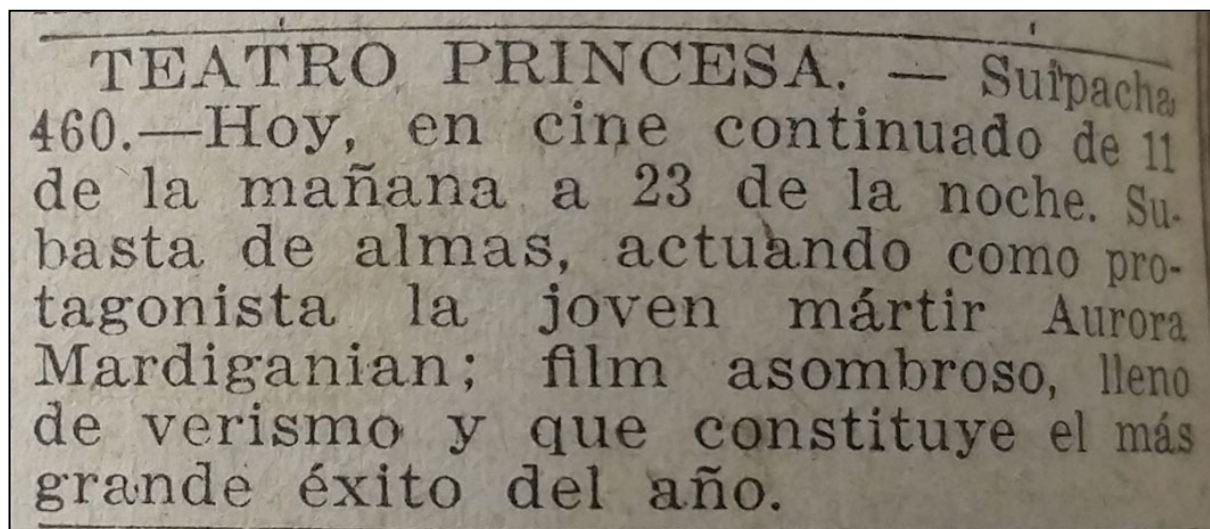 TEATRO PRINCESA. — Suipacha
460.—Hoy, en cine continuado de 11
de la mañana a 23 de la noche. Su-
basta de almas, actuando como pro-
tagonista la joven mártir Aurora
Mardiganian; film asombroso, lleno
de verismo y que constituye el más
grande éxito del año.